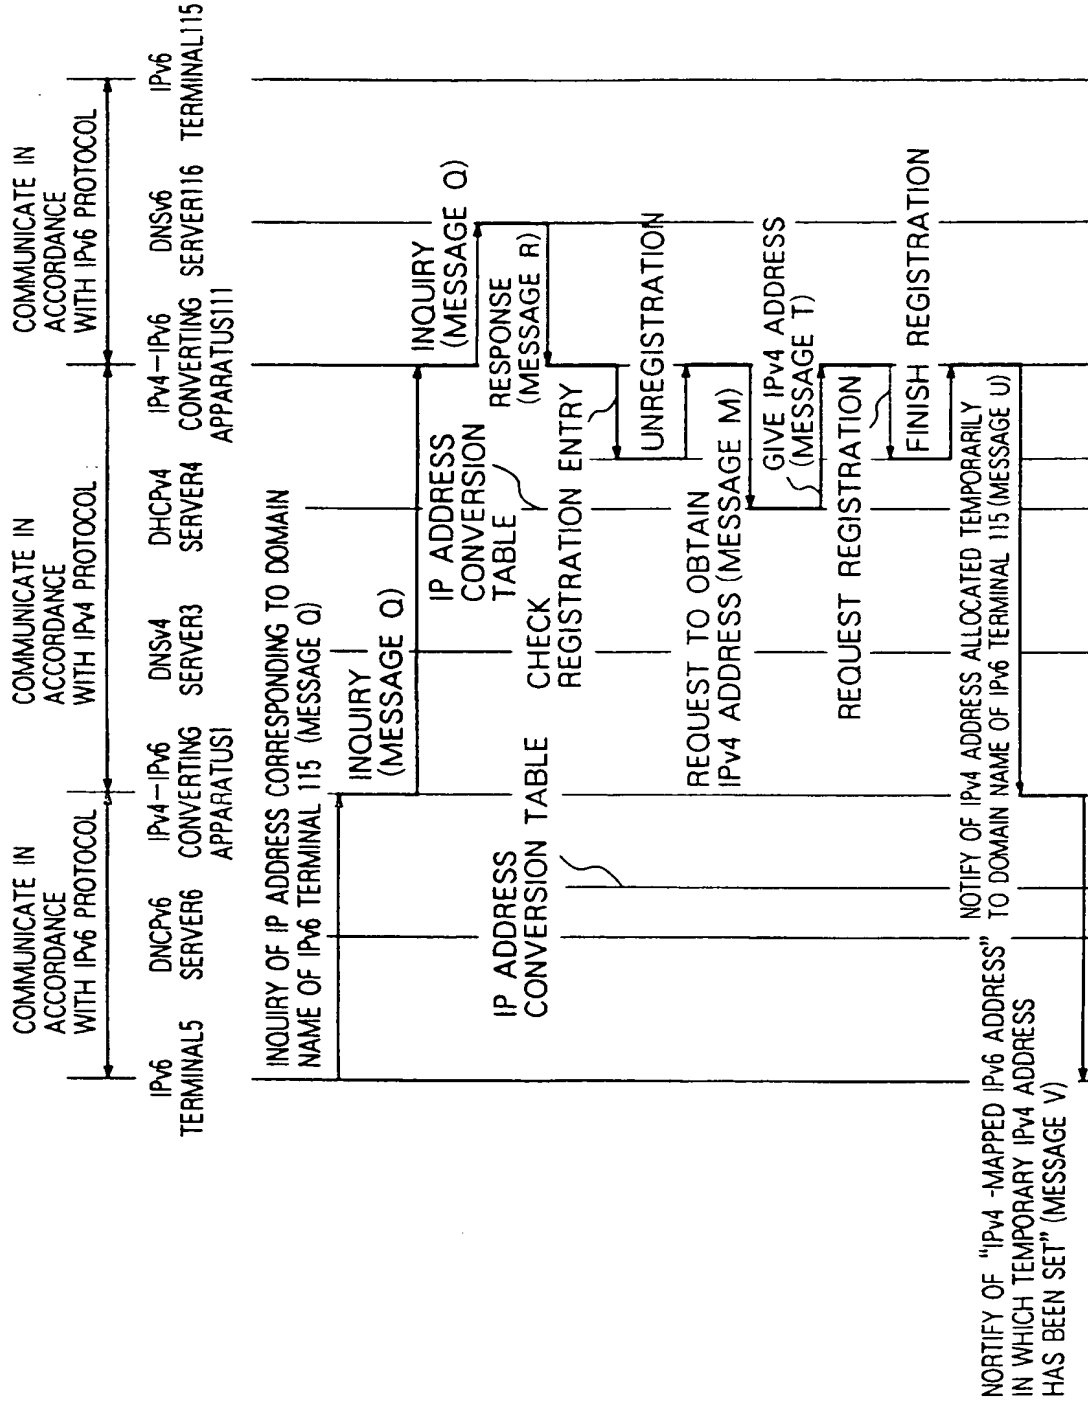 COMMUNICATE IN
ACCORDANCE
WITH IPv6 PROTOCOL
COMMUNICATE IN
ACCORDANCE
WITH IPv4 PROTOCOL
COMMUNICATE IN
ACCORDANCE
WITH IPv6 PROTOCOL
IPv6
TERMINAL5
DNCPv6
SERVER6
IPv4-IPv6
CONVERTING
APPARATUS1
DNSv4
SERVER3
DHCPv4
SERVER4
IPv4-IPv6
CONVERTING
APPARATUS111
DNSv6
SERVER116
IPv6
TERMINAL115
INQUIRY OF IP ADDRESS CORRESPONDING TO DOMAIN
NAME OF IPv6 TERMINAL 115 (MESSAGE Q)
INQUIRY
(MESSAGE Q)
INQUIRY
(MESSAGE Q)
IP ADDRESS
CONVERSION
TABLE
RESPONSE
(MESSAGE R)
IP ADDRESS
CONVERSION TABLE
CHECK
REGISTRATION ENTRY
UNREGISTRATION
REQUEST TO OBTAIN
IPv4 ADDRESS (MESSAGE M)
GIVE IPv4 ADDRESS
(MESSAGE T)
REQUEST REGISTRATION
FINISH REGISTRATION
NOTIFY OF IPv4 ADDRESS ALLOCATED TEMPORARILY
TO DOMAIN NAME OF IPv6 TERMINAL 115 (MESSAGE U)
NORTIFY OF "IPv4 -MAPPED IPv6 ADDRESS"
IN WHICH TEMPORARY IPv4 ADDRESS
HAS BEEN SET" (MESSAGE V)